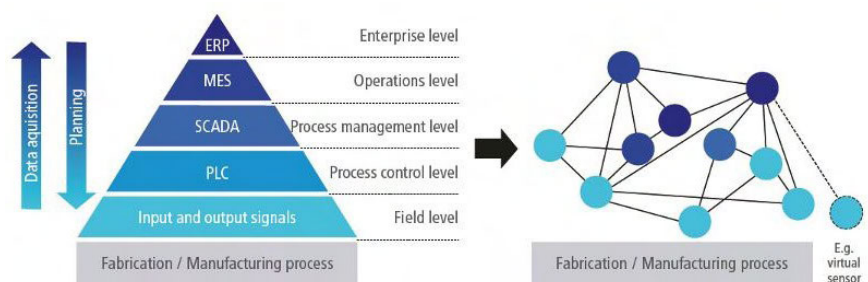 Data aquisition
Planning
ERP
Enterprise level
MES
Operations level
SCADA
Process management level
PLC
Process control level
Input and output signals
Field level
Fabrication / Manufacturing process
Fabrication / Manufacturing process
E.g.
virtual
sensor